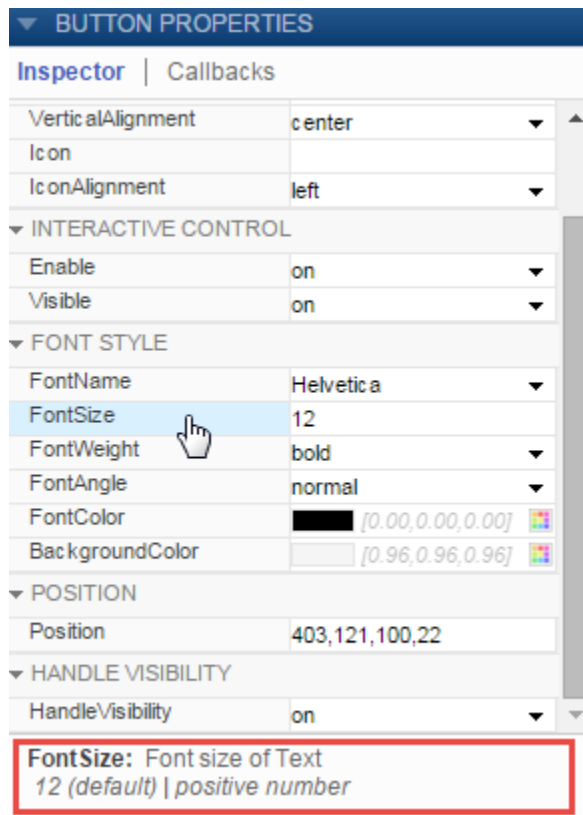 BUTTON PROPERTIES
Inspector | Callbacks
VerticalAlignment center
Icon
IconAlignment left
INTERACTIVE CONTROL
Enable on
Visible on
FONT STYLE
FontName Helvetica
FontSize 12
FontWeight bold
FontAngle normal
FontColor [0.00,0.00,0.00]
BackgroundColor [0.96,0.96,0.96]
POSITION
Position 403,121,100,22
HANDLE VISIBILITY
HandleVisibility on
FontSize: Font size of Text
12 (default) | positive number